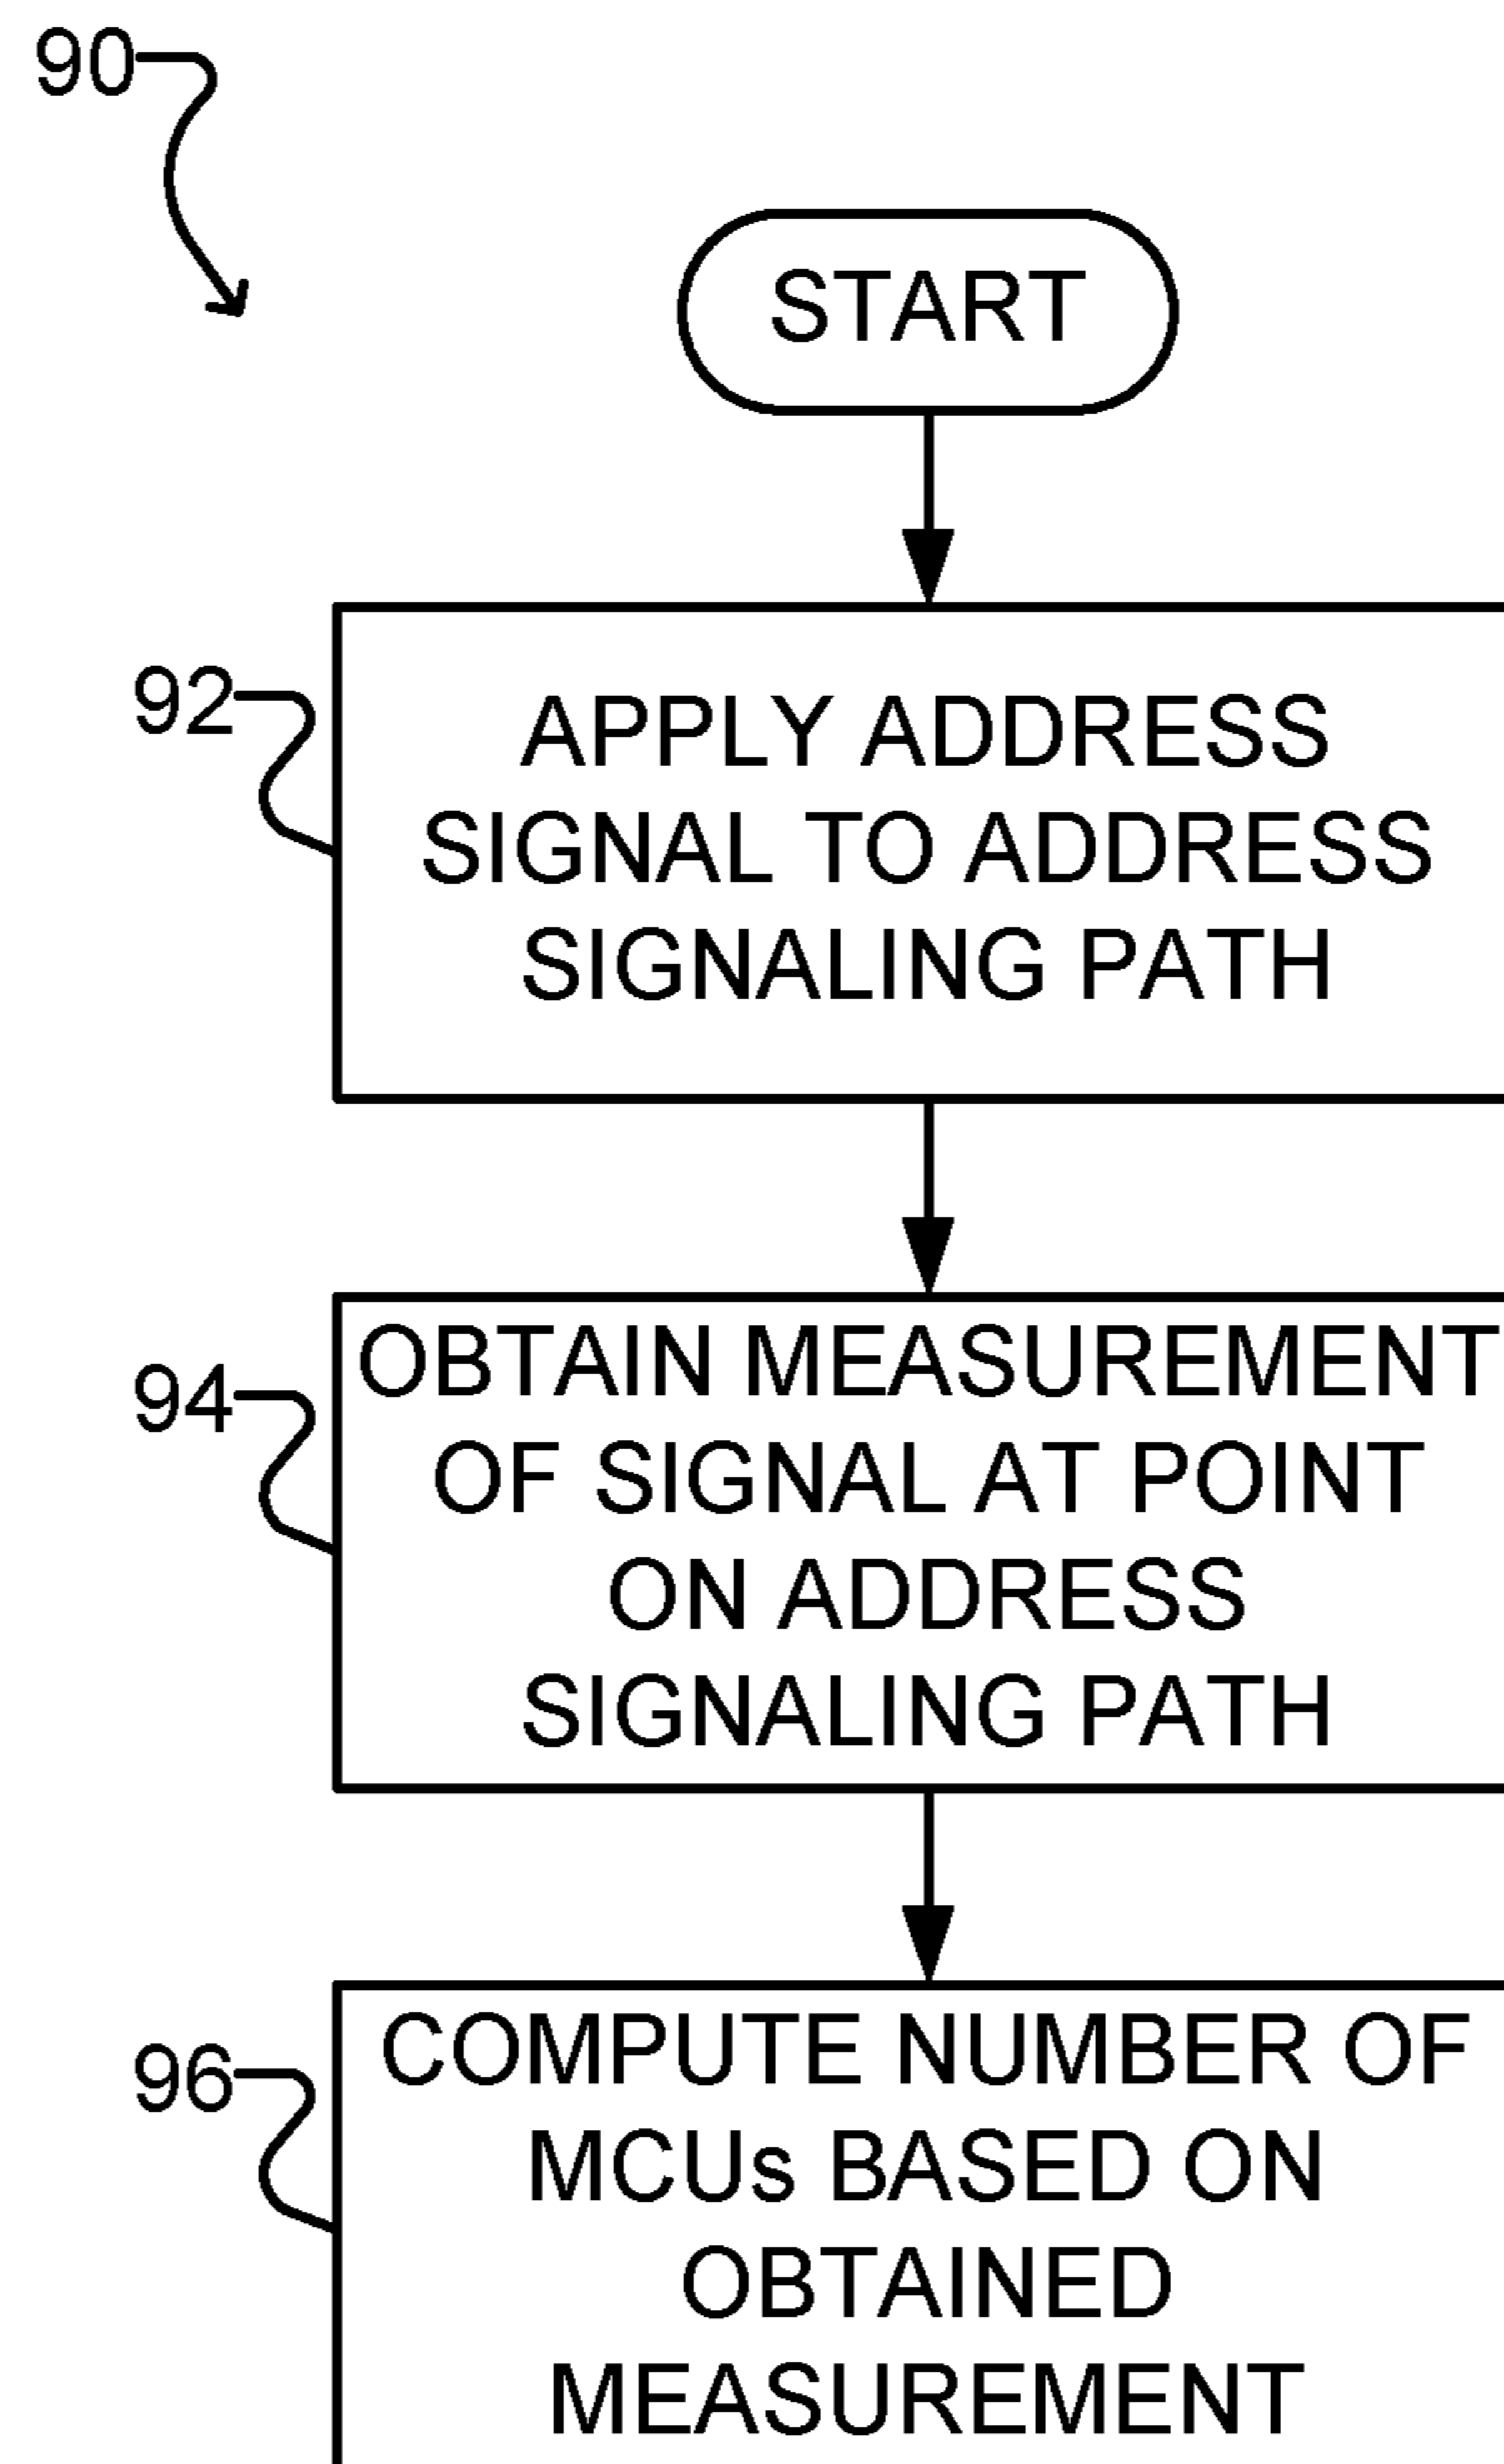 90
START
92
APPLY ADDRESS
SIGNAL TO ADDRESS
SIGNALING PATH
94
OBTAIN MEASUREMENT
OF SIGNAL AT POINT
ON ADDRESS
SIGNALING PATH
96
COMPUTE NUMBER OF
MCUs BASED ON
OBTAINED
MEASUREMENT